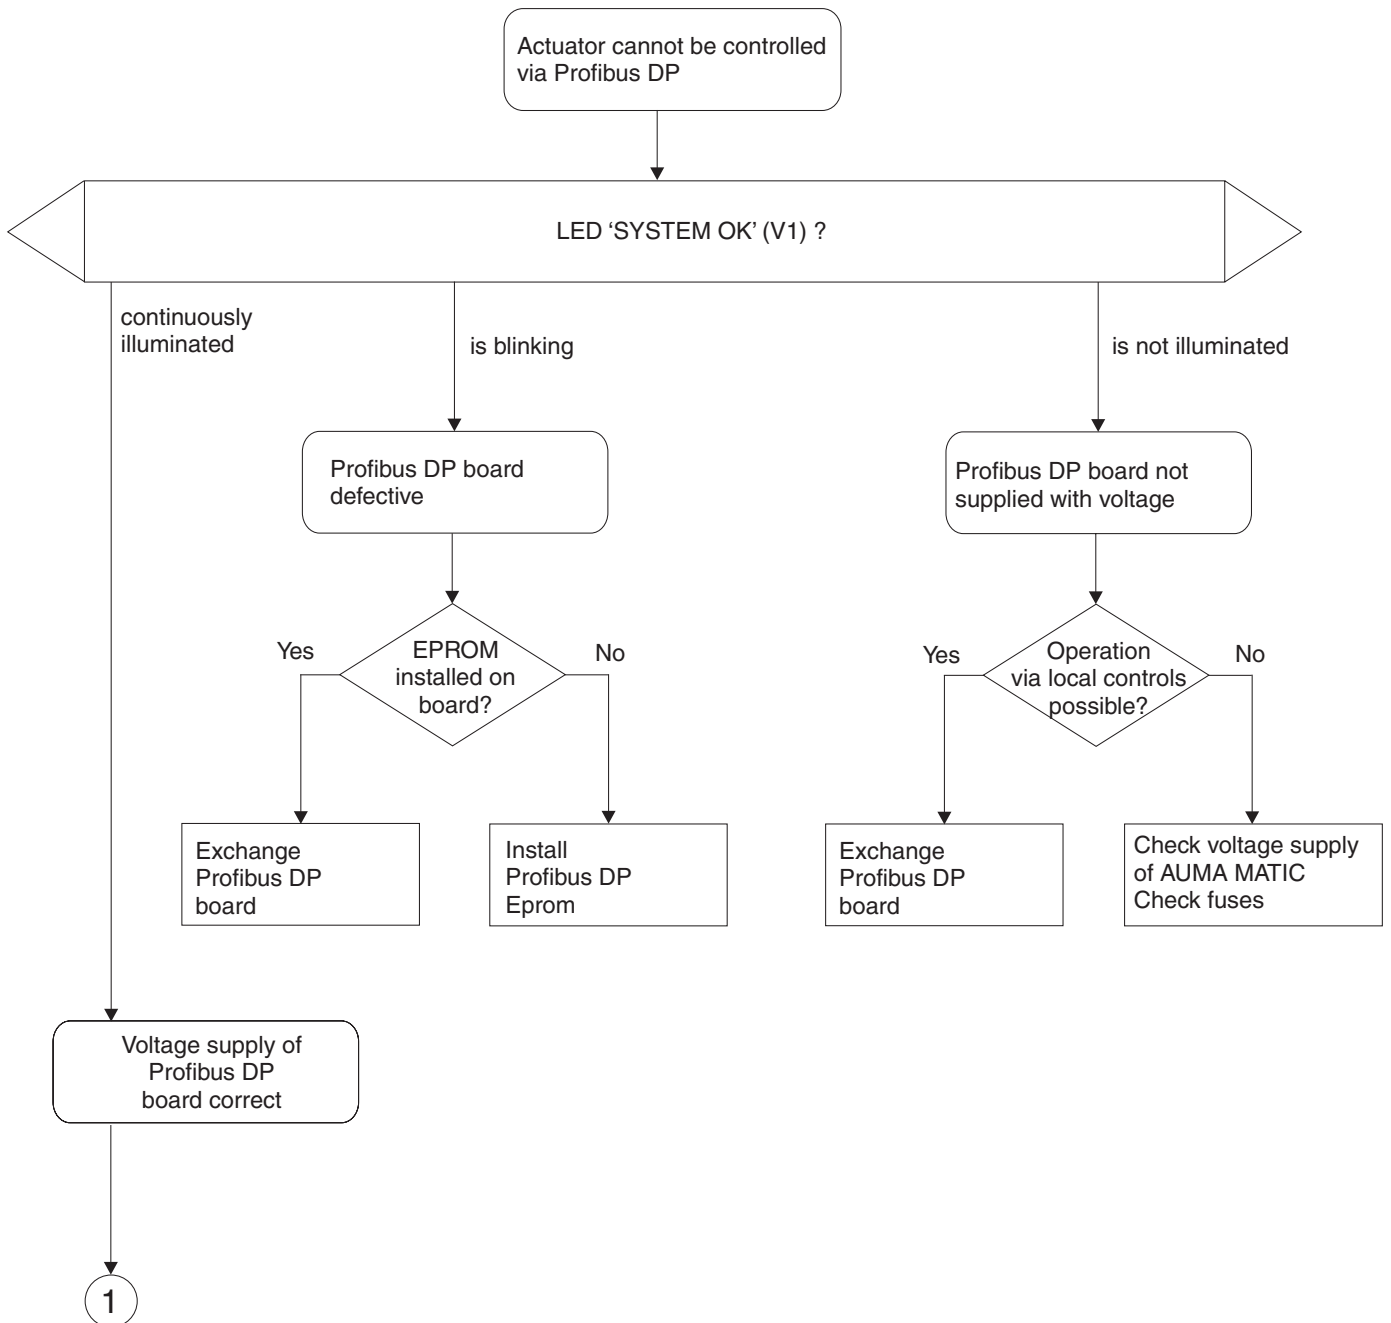 Actuator cannot be controlled
via Profibus DP
LED ‘SYSTEM OK’ (V1) ?
continuously
illuminated
is blinking
is not illuminated
Profibus DP board
defective
Profibus DP board not
supplied with voltage
Yes
EPROM
installed on
board?
No
Yes
Operation
via local controls
possible?
No
Exchange
Profibus DP
board
Install
Profibus DP
Eprom
Exchange
Profibus DP
board
Check voltage supply
of AUMA MATIC
Check fuses
Voltage supply of
Profibus DP
board correct
1